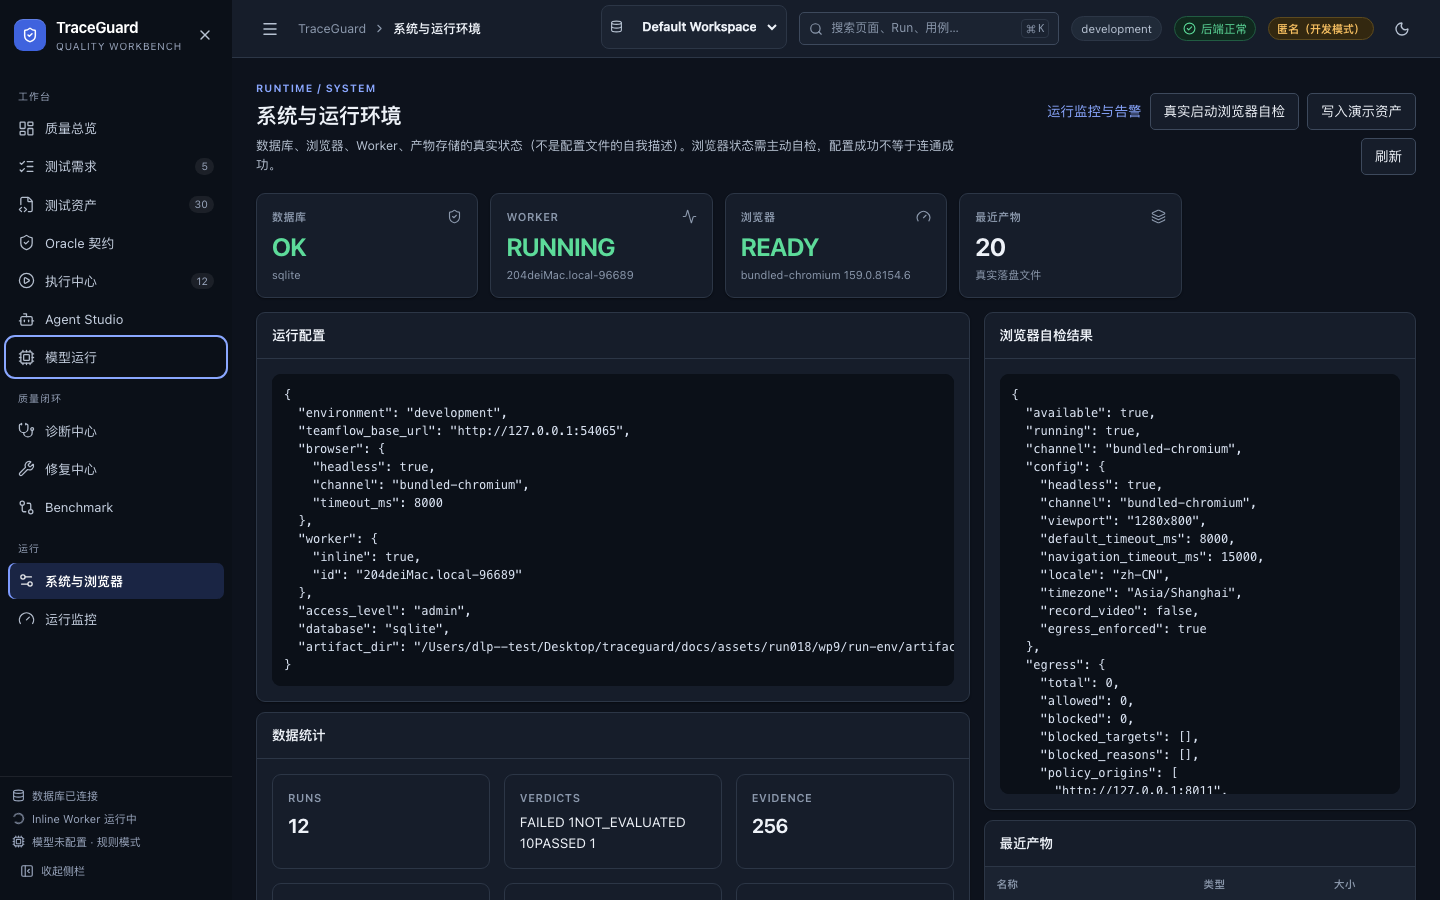 TraceGuard
QUALITY WORKBENCH
工作台
质量总览
测试需求 5
测试资产 30
Oracle 契约
执行中心 12
Agent Studio
模型运行
质量闭环
诊断中心
修复中心
Benchmark
运行
系统与浏览器
运行监控
数据库已连接
Inline Worker 运行中
模型未配置 · 规则模式
收起侧栏
TraceGuard > 系统与运行环境
Default Workspace
搜索页面、Run、用例... ⌘ K
development
后端正常
匿名（开发模式）
RUNTIME / SYSTEM
系统与运行环境
数据库、浏览器、Worker、产物存储的真实状态（不是配置文件的自我描述）。浏览器状态需主动自检，配置成功不等于连通成
功。
运行监控与告警
真实启动浏览器自检
写入演示资产
刷新
数据库
OK
sqlite
WORKER
RUNNING
204deiMac.local-96689
浏览器
READY
bundled-chromium 159.0.8154.6
最近产物
20
真实落盘文件
运行配置
{
"environment": "development",
"teamflow_base_url": "http://127.0.0.1:54065",
"browser": {
"headless": true,
"channel": "bundled-chromium",
"timeout_ms": 8000
},
"worker": {
"inline": true,
"id": "204deiMac.local-96689"
},
"access_level": "admin",
"database": "sqlite",
"artifact_dir": "/Users/dlp--test/Desktop/traceguard/docs/assets/run018/wp9/run-env/artifac
}
数据统计
RUNS
12
VERDICTS
FAILED 1NOT_EVALUATED
10PASSED 1
EVIDENCE
256
浏览器自检结果
{
"available": true,
"running": true,
"channel": "bundled-chromium",
"config": {
"headless": true,
"channel": "bundled-chromium",
"viewport": "1280x800",
"default_timeout_ms": 8000,
"navigation_timeout_ms": 15000,
"locale": "zh-CN",
"timezone": "Asia/Shanghai",
"record_video": false,
"egress_enforced": true
},
"egress": {
"total": 0,
"allowed": 0,
"blocked": 0,
"blocked_targets": [],
"blocked_reasons": [],
"policy_origins": [
"http://127.0.0.1:8011",
最近产物
名称 类型 大小